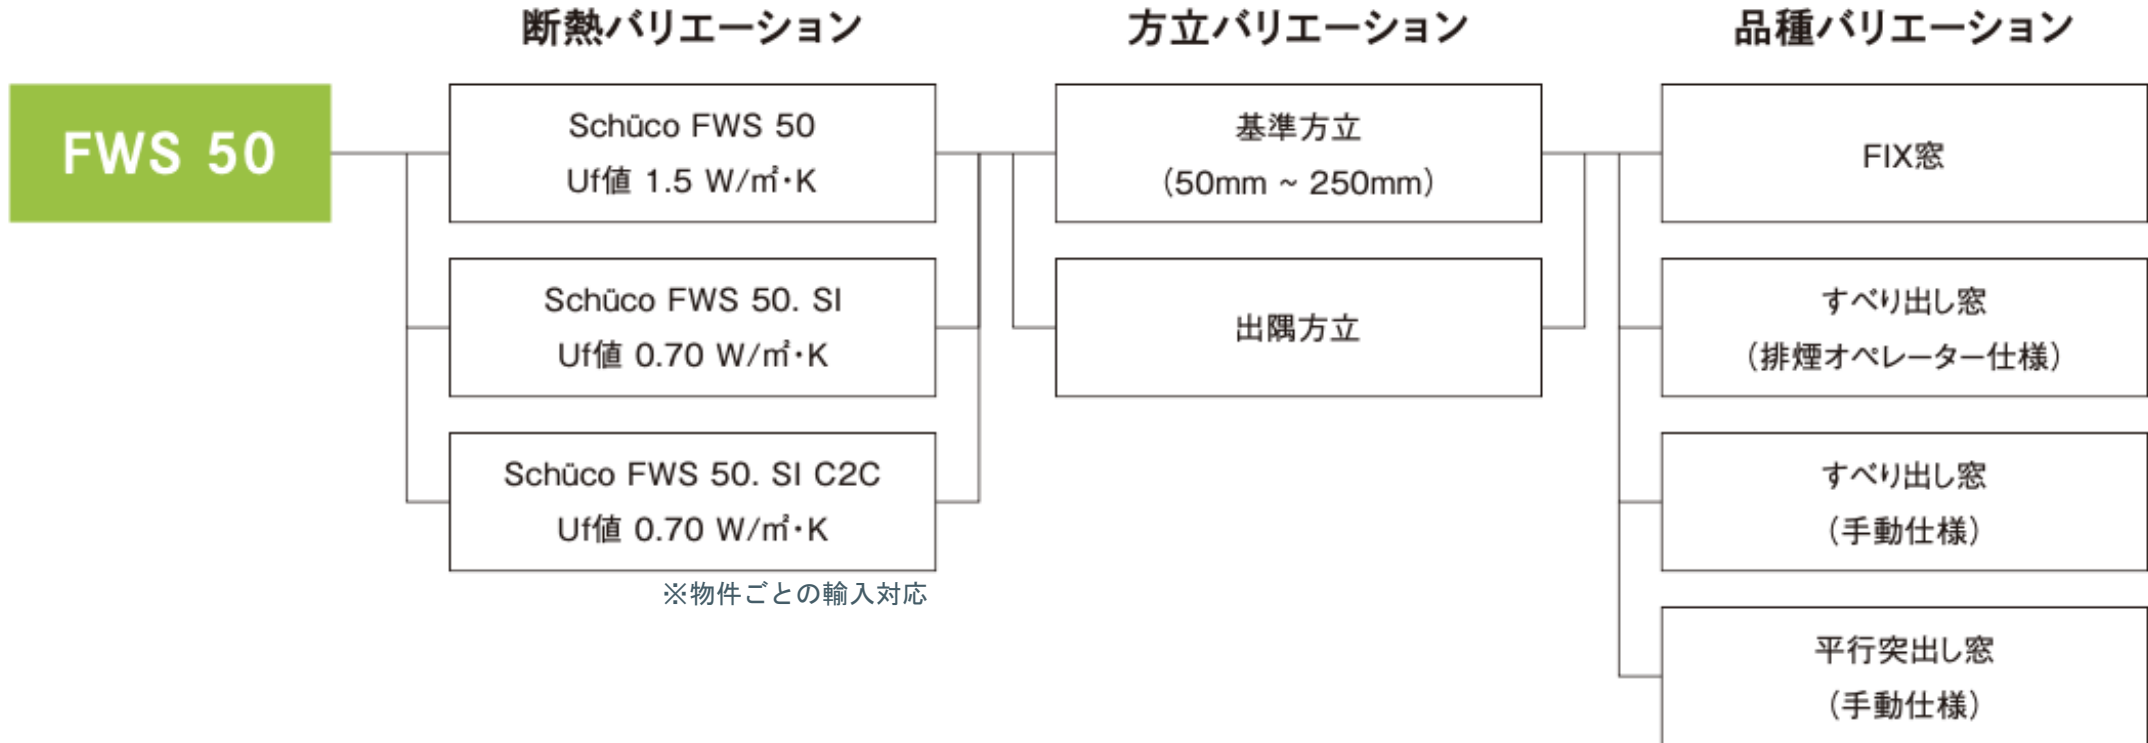 断熱バリエーション
方立バリエーション
品種バリエーション
FWS 50
Schüco FWS 50
Uf値 1.5 W/㎡・K
Schüco FWS 50. SI
Uf値 0.70 W/㎡・K
Schüco FWS 50. SI C2C
Uf値 0.70 W/㎡・K
※物件ごとの輸入対応
基準方立
(50mm ~ 250mm)
出隅方立
FIX窓
すべり出し窓
(排煙オペレーター仕様)
すべり出し窓
(手動仕様)
平行突出し窓
(手動仕様)